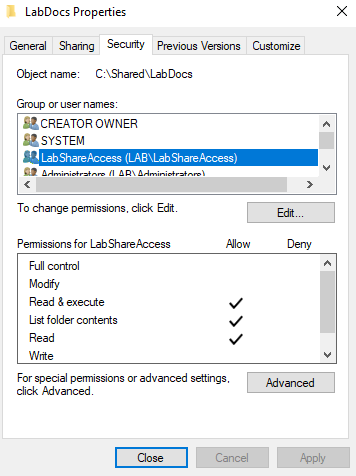 LabDocs Properties
General Sharing Security Previous Versions Customize
Object name: C:\Shared\LabDocs
Group or user names:
CREATOR OWNER
SYSTEM
LabShareAccess (LAB\LabShareAccess)
Administrators (LAB\Administrators)
To change permissions, click Edit.
Edit...
Permissions for LabShareAccess Allow Deny
Full control
Modify
Read & execute
List folder contents
Read
Write
For special permissions or advanced settings,
click Advanced.
Advanced
Close Cancel Apply